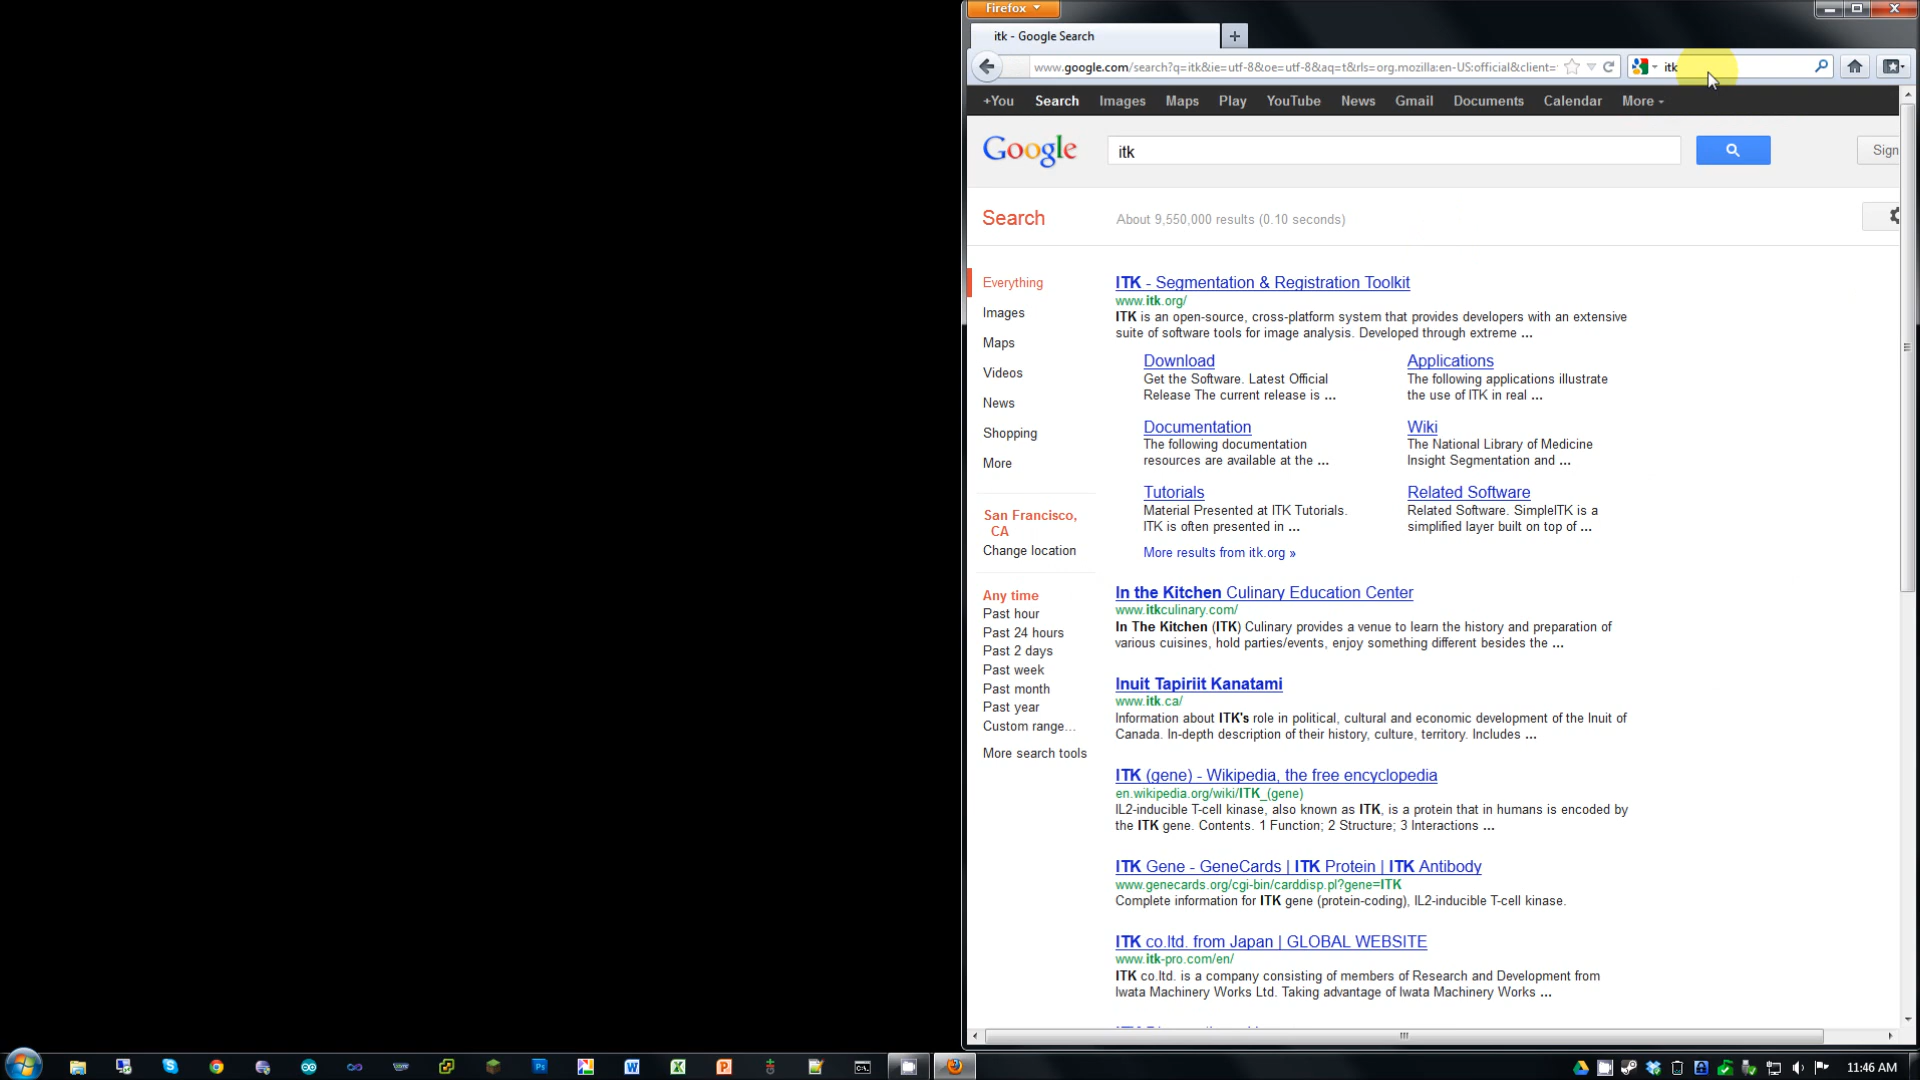 Firefox
itk - Google Search
www.google.com/search?q=itk&ie=utf-8&oe=utf-8&aq=t&rls=org.mozilla:en-US:official&client=
itk
+You Search Images Maps Play YouTube News Gmail Documents Calendar More
Google
itk
Sign
Search
About 9,550,000 results (0.10 seconds)
Everything
Images
Maps
Videos
News
Shopping
More
San Francisco,
CA
Change location
Any time
Past hour
Past 24 hours
Past 2 days
Past week
Past month
Past year
Custom range...
More search tools
ITK - Segmentation & Registration Toolkit
www.itk.org/
ITK is an open-source, cross-platform system that provides developers with an extensive
suite of software tools for image analysis. Developed through extreme ...
Download
Get the Software. Latest Official
Release The current release is ...
Applications
The following applications illustrate
the use of ITK in real ...
Documentation
The following documentation
resources are available at the ...
Wiki
The National Library of Medicine
Insight Segmentation and ...
Tutorials
Material Presented at ITK Tutorials.
ITK is often presented in ...
Related Software
Related Software. SimpleITK is a
simplified layer built on top of ...
More results from itk.org »
In the Kitchen Culinary Education Center
www.itkculinary.com/
In The Kitchen (ITK) Culinary provides a venue to learn the history and preparation of
various cuisines, hold parties/events, enjoy something different besides the ...
Inuit Tapiriit Kanatami
www.itk.ca/
Information about ITK's role in political, cultural and economic development of the Inuit of
Canada. In-depth description of their history, culture, territory. Includes ...
ITK (gene) - Wikipedia, the free encyclopedia
en.wikipedia.org/wiki/ITK_(gene)
IL2-inducible T-cell kinase, also known as ITK, is a protein that in humans is encoded by
the ITK gene. Contents. 1 Function; 2 Structure; 3 Interactions ...
ITK Gene - GeneCards | ITK Protein | ITK Antibody
www.genecards.org/cgi-bin/carddisp.pl?gene=ITK
Complete information for ITK gene (protein-coding), IL2-inducible T-cell kinase.
ITK co.ltd. from Japan | GLOBAL WEBSITE
www.itk-pro.com/en/
ITK co.ltd. is a company consisting of members of Research and Development from
Iwata Machinery Works Ltd. Taking advantage of Iwata Machinery Works ...
11:46 AM